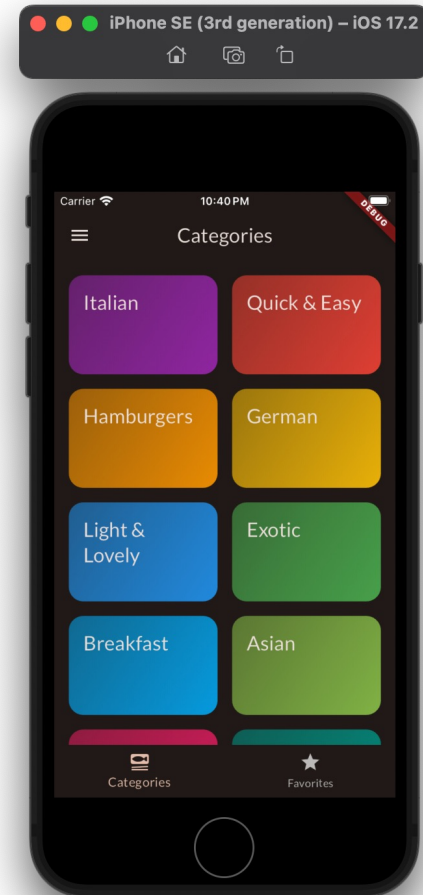 iPhone SE (3rd generation) – iOS 17.2
Carrier 10:40 PM
DEBUG
Categories
Italian
Quick & Easy
Hamburgers
German
Light &
Lovely
Exotic
Breakfast
Asian
Categories
Favorites